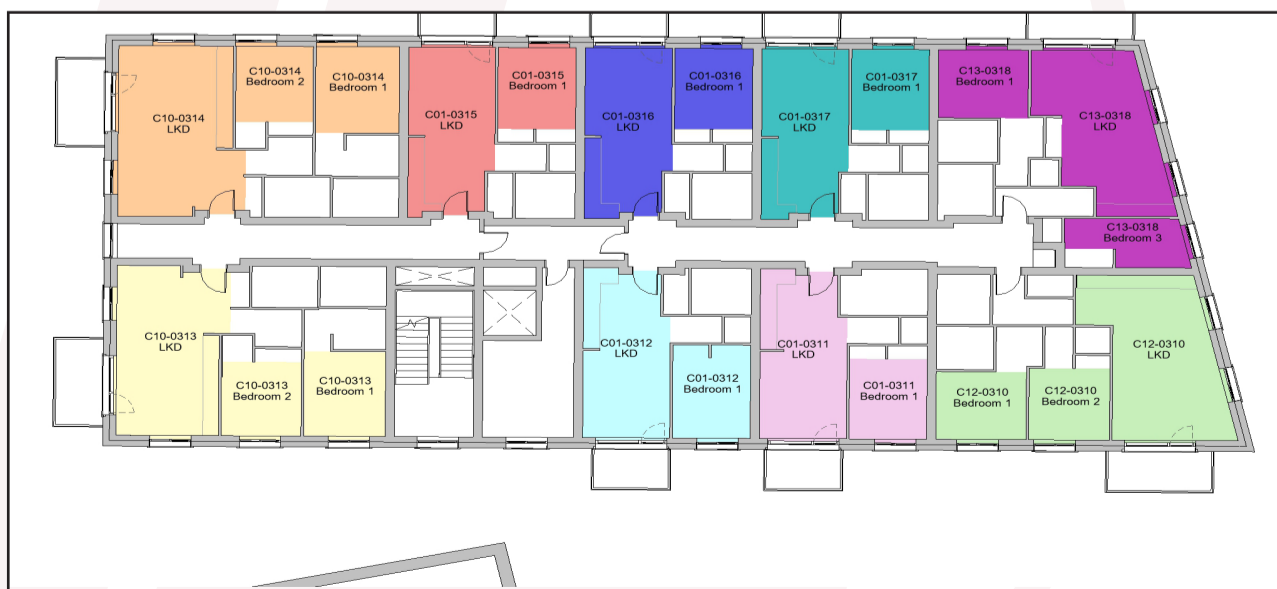 C10-0314
LKD
C10-0314
Bedroom 2
C10-0314
Bedroom 1
C01-0315
LKD
C01-0315
Bedroom 1
C01-0316
LKD
C01-0316
Bedroom 1
C01-0317
LKD
C01-0317
Bedroom 1
C13-0318
Bedroom 1
C13-0318
LKD
C13-0318
Bedroom 3
C10-0313
LKD
C10-0313
Bedroom 2
C10-0313
Bedroom 1
C01-0312
LKD
C01-0312
Bedroom 1
C01-0311
LKD
C01-0311
Bedroom 1
C12-0310
Bedroom 1
C12-0310
Bedroom 2
C12-0310
LKD